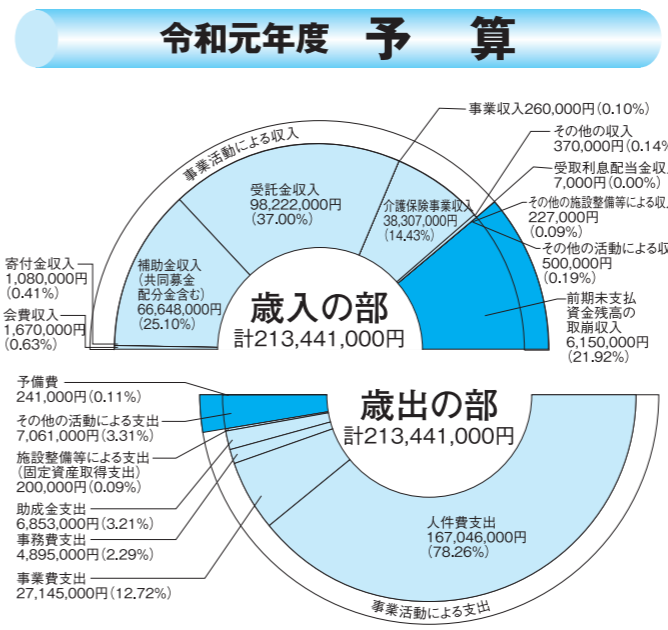 令和元年度 予 算
事業活動による収入
事業収入260,000円(0.10%)
その他の収入
370,000円(0.14%
受取利息配当金収
7,000円(0.00%)
その他の施設整備等による収
227,000円
(0.09%)
その他の活動による収
500,000円
(0.19%)
前期未支払
資金残高の
取崩収入
6,150,000円
(21.92%)
介護保険事業収入
38,307,000円
(14.43%)
受託金収入
98,222,000円
(37.00%)
補助金収入
(共同募金
配分金含む)
66,648,000円
(25.10%)
寄付金収入
1,080,000円
(0.41%)
会費収入
1,670,000円
(0.63%)
歳入の部
計213,441,000円
歳出の部
計213,441,000円
予備費
241,000円(0.11%)
その他の活動による支出
7,061,000円(3.31%)
施設整備等による支出
(固定資産取得支出)
200,000円(0.09%)
助成金支出
6,853,000円(3.21%)
事務費支出
4,895,000円(2.29%)
事業費支出
27,145,000円(12.72%)
人件費支出
167,046,000円
(78.26%)
事業活動による支出